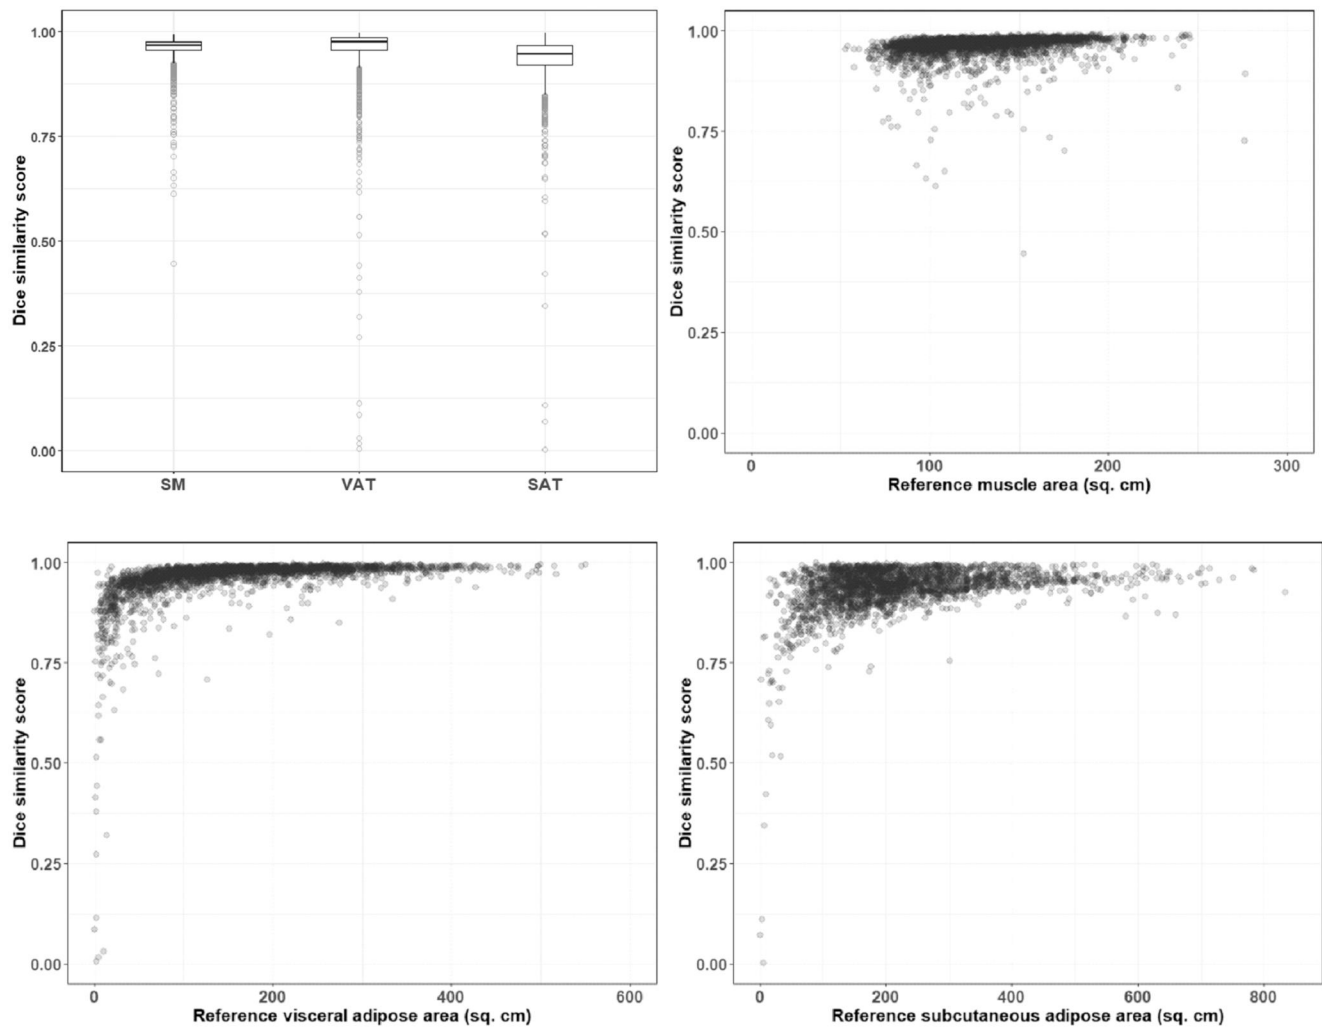 Dice similarity score
1.00
0.75
0.50
0.25
0.00
SM VAT SAT
Dice similarity score
1.00
0.75
0.50
0.25
0.00
0 100 200 300
Reference muscle area (sq. cm)
Dice similarity score
1.00
0.75
0.50
0.25
0.00
0 200 400 600
Reference visceral adipose area (sq. cm)
Dice similarity score
1.00
0.75
0.50
0.25
0.00
0 200 400 600 800
Reference subcutaneous adipose area (sq. cm)